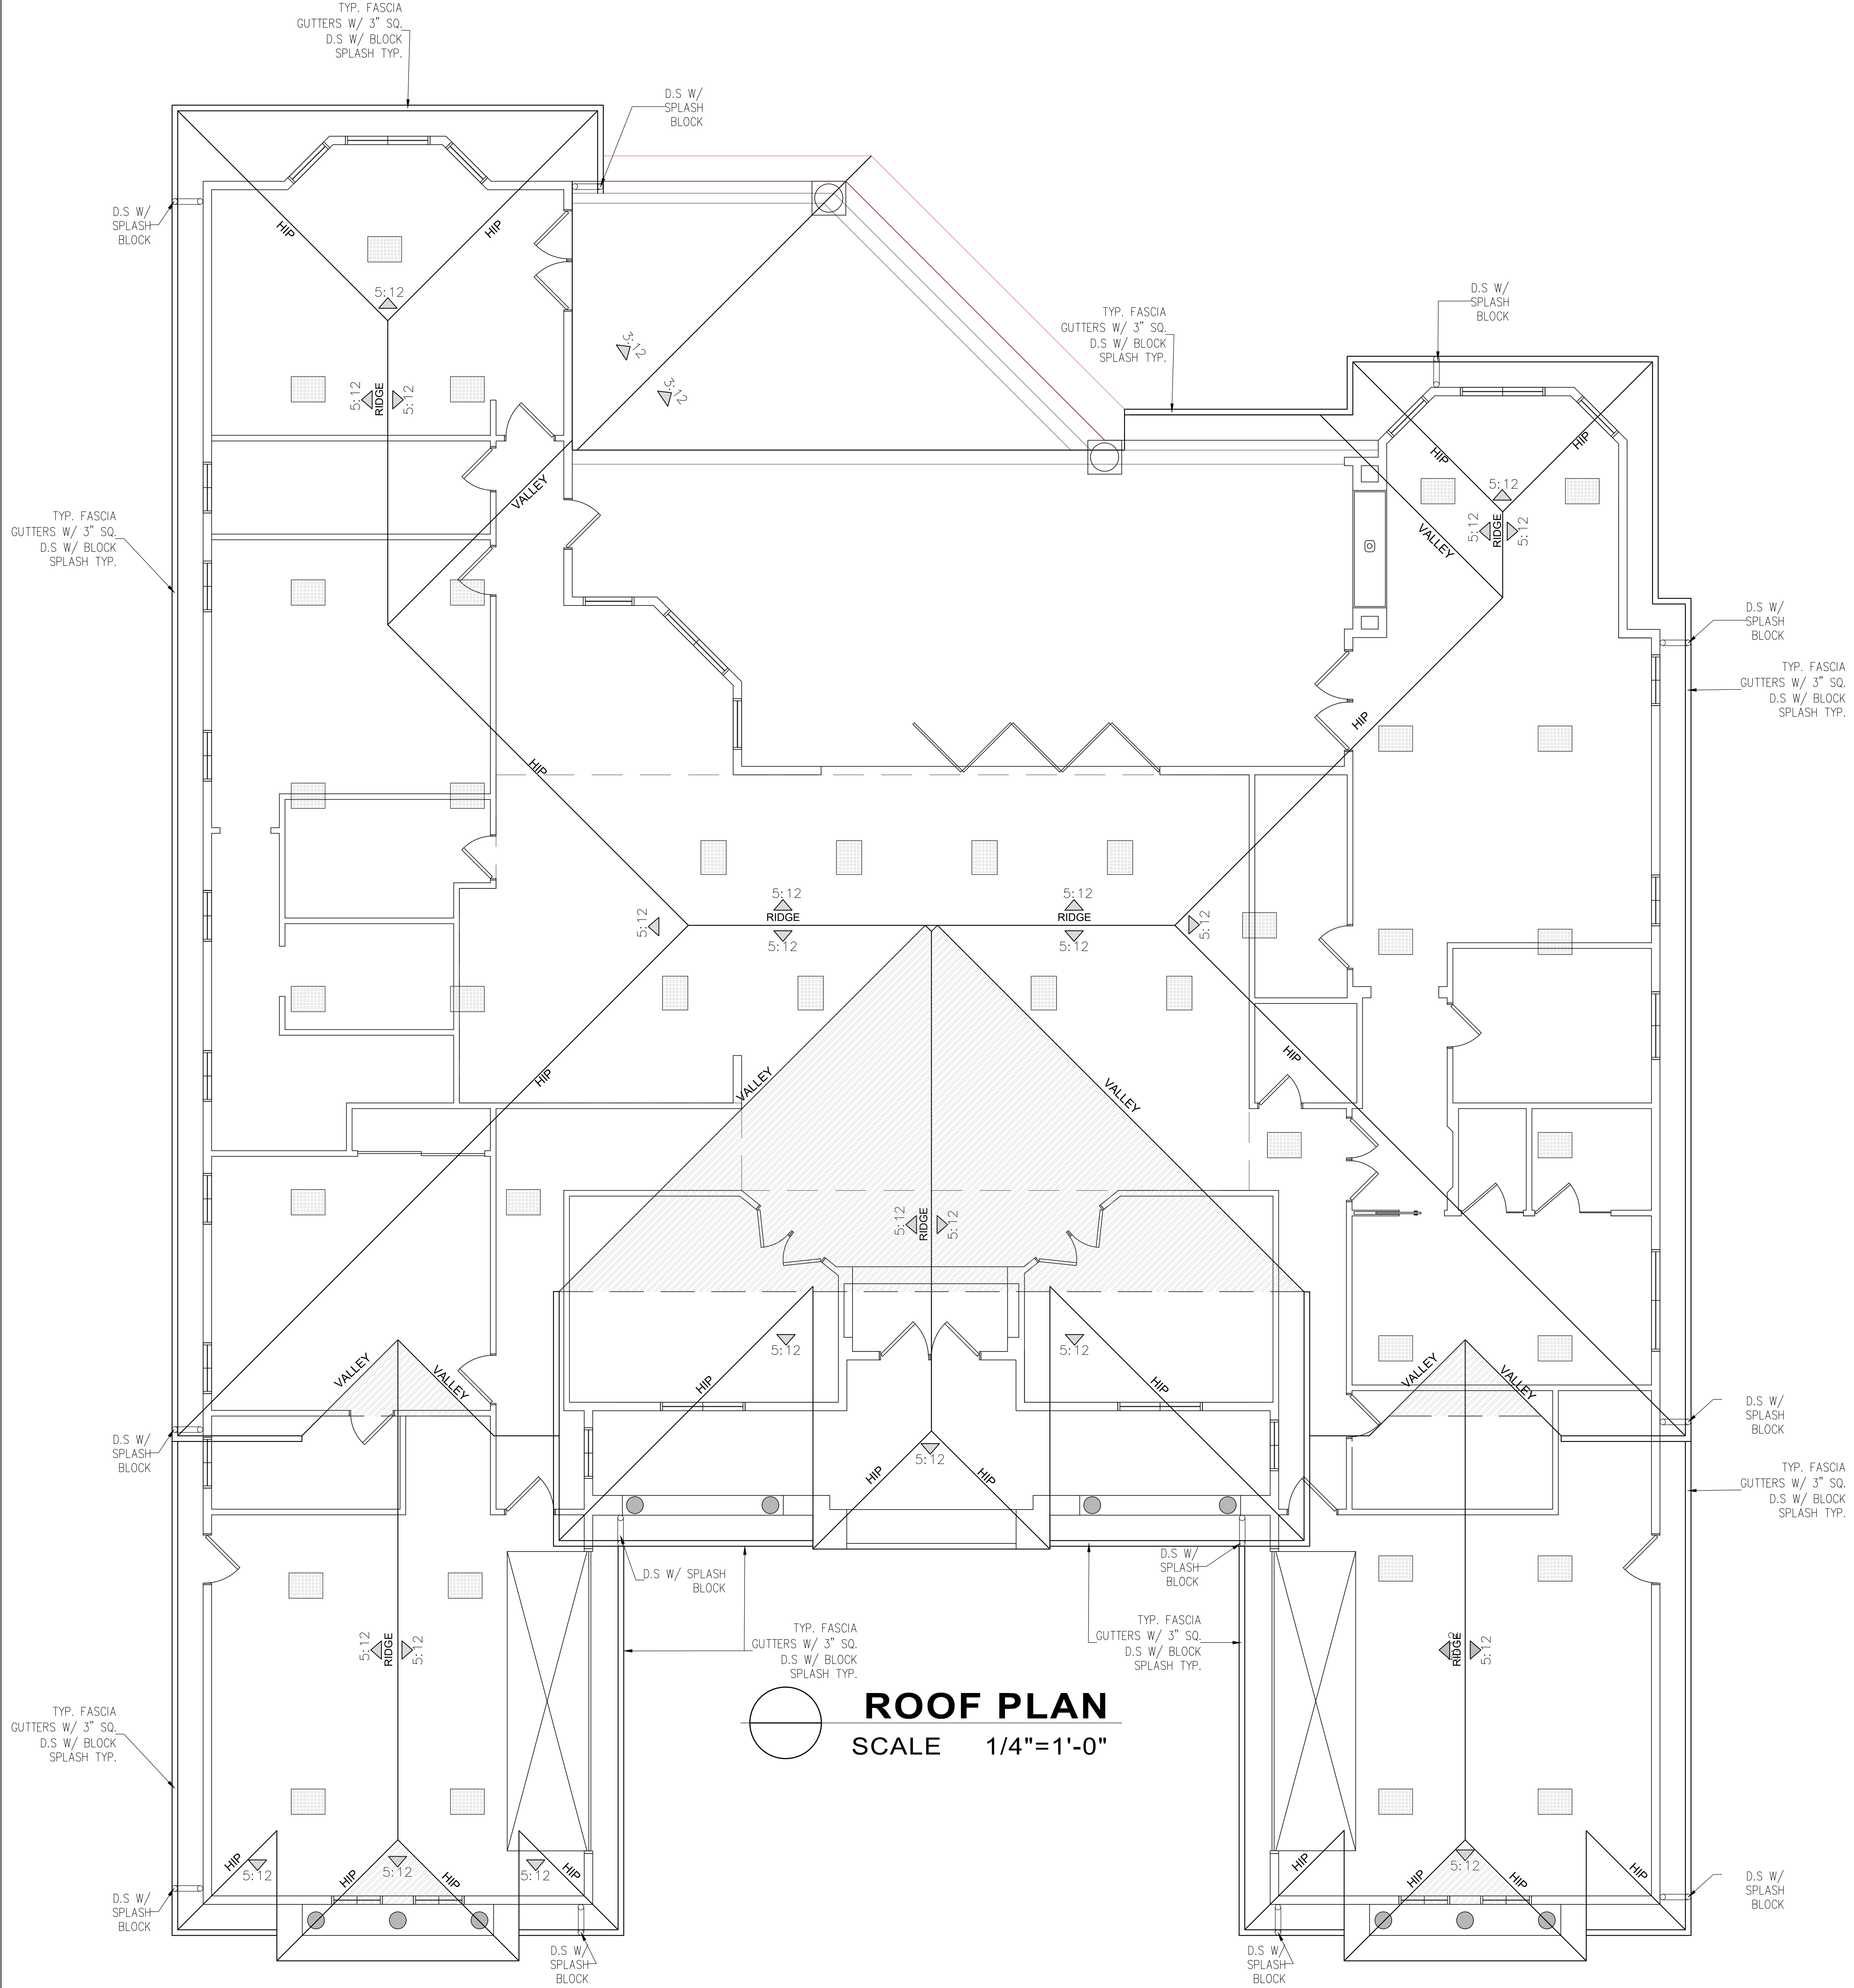 TYP. FASCIA
GUTTERS W/ 3" SQ.
D.S W/ BLOCK
SPLASH TYP.
D.S W/
SPLASH
BLOCK
D.S W/
SPLASH
BLOCK
HIP
HIP
5:12
5:12
RIDGE
5:12
3:12
3:12
TYP. FASCIA
GUTTERS W/ 3" SQ.
D.S W/ BLOCK
SPLASH TYP.
D.S W/
SPLASH
BLOCK
HIP
HIP
5:12
5:12
RIDGE
5:12
VALLEY
VALLEY
TYP. FASCIA
GUTTERS W/ 3" SQ.
D.S W/ BLOCK
SPLASH TYP.
D.S W/
SPLASH
BLOCK
TYP. FASCIA
GUTTERS W/ 3" SQ.
D.S W/ BLOCK
SPLASH TYP.
HIP
HIP
5:12
RIDGE
5:12
5:12
RIDGE
5:12
5:12
5:12
HIP
HIP
VALLEY
VALLEY
5:12
RIDGE
5:12
5:12
5:12
VALLEY
VALLEY
HIP
HIP
VALLEY
VALLEY
D.S W/
SPLASH
BLOCK
D.S W/
SPLASH
BLOCK
5:12
HIP
HIP
TYP. FASCIA
GUTTERS W/ 3" SQ.
D.S W/ BLOCK
SPLASH TYP.
D.S W/ SPLASH
BLOCK
D.S W/
SPLASH
BLOCK
TYP. FASCIA
GUTTERS W/ 3" SQ.
D.S W/ BLOCK
SPLASH TYP.
TYP. FASCIA
GUTTERS W/ 3" SQ.
D.S W/ BLOCK
SPLASH TYP.
5:12
RIDGE
5:12
RIDGE
5:12
ROOF PLAN
SCALE 1/4"=1'-0"
TYP. FASCIA
GUTTERS W/ 3" SQ.
D.S W/ BLOCK
SPLASH TYP.
HIP
5:12
HIP
5:12
HIP
5:12
HIP
HIP
HIP
5:12
HIP
HIP
D.S W/
SPLASH
BLOCK
D.S W/
SPLASH
BLOCK
D.S W/
SPLASH
BLOCK
D.S W/
SPLASH
BLOCK